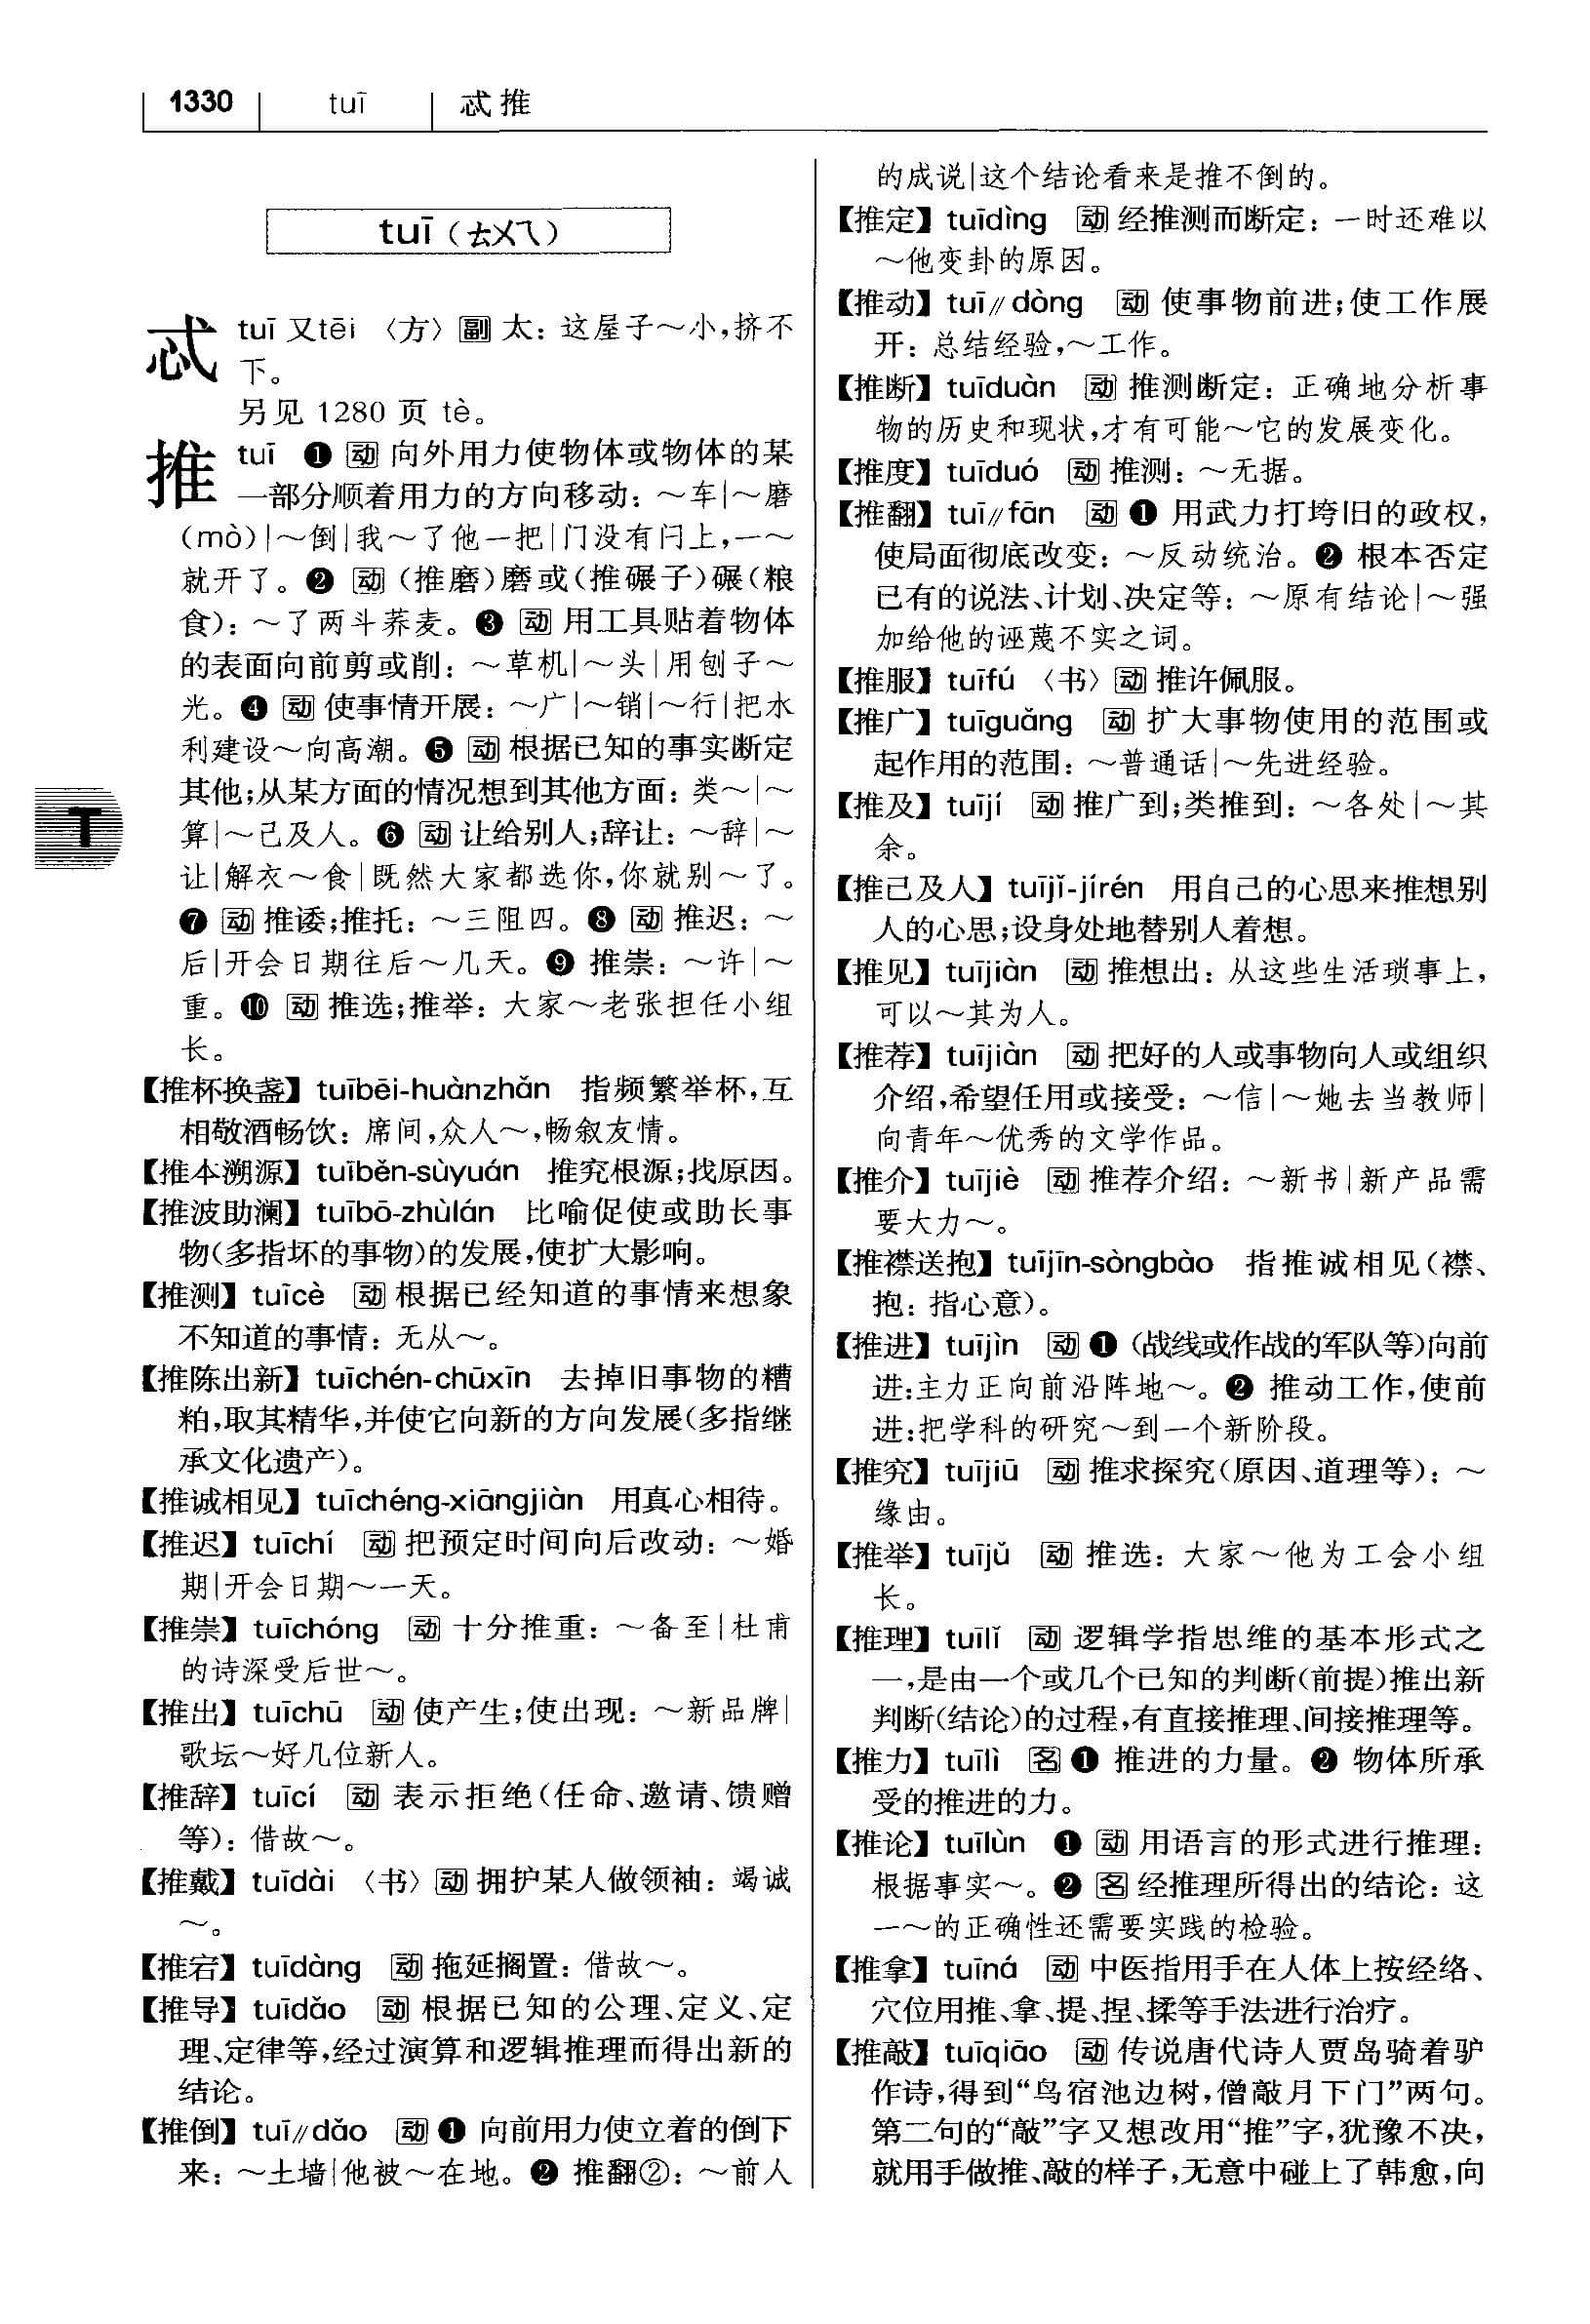 1330 tuī 忒推
tuī（ㄊㄨㄟ）
忒 tuī 又tēi 〈方〉副 太：这屋子～小，挤不
下。
另见 1280 页 tè。
推 tuī ❶ 动 向外用力使物体或物体的某
一部分顺着用力的方向移动：～车|～磨
(mò)|～倒|我～了他一把|门没有闩上，一～
就开了。❷ 动（推磨）磨或（推碾子）碾（粮
食）：～了两斗荞麦。❸ 动 用工具贴着物体
的表面向前剪或削：～草机|～头|用刨子～
光。❹ 动 使事情开展：～广|～销|～行|把水
利建设～向高潮。❺ 动 根据已知的事实断定
其他；从某方面的情况想到其他方面：类～|～
算|～己及人。❻ 动 让给别人；辞让：～辞|～
让|解衣～食|既然大家都选你，你就别～了。
❼ 动 推诿；推托：～三阻四。❽ 动 推迟：～
后|开会日期往后～几天。❾ 推崇：～许|～
重。❿ 动 推选；推举：大家～老张担任小组
长。
【推杯换盏】tuībēi-huànzhǎn 指频繁举杯，互
相敬酒畅饮：席间，众人～，畅叙友情。
【推本溯源】tuīběn-sùyuán 推究根源；找原因。
【推波助澜】tuībō-zhùlán 比喻促使或助长事
物（多指坏的事物）的发展，使扩大影响。
【推测】tuīcè 动 根据已经知道的事情来想象
不知道的事情：无从～。
【推陈出新】tuīchén-chūxīn 去掉旧事物的糟
粕，取其精华，并使它向新的方向发展（多指继
承文化遗产）。
【推诚相见】tuīchéng-xiāngjiàn 用真心相待。
【推迟】tuīchí 动 把预定时间向后改动：～婚
期|开会日期～一天。
【推崇】tuīchóng 动 十分推重：～备至|杜甫
的诗深受后世～。
【推出】tuīchū 动 使产生；使出现：～新品牌|
歌坛～好几位新人。
【推辞】tuīcí 动 表示拒绝（任命、邀请、馈赠
等）：借故～。
【推戴】tuīdài 〈书〉动 拥护某人做领袖：竭诚
～。
【推宕】tuīdàng 动 拖延搁置：借故～。
【推导】tuīdǎo 动 根据已知的公理、定义、定
理、定律等，经过演算和逻辑推理而得出新的
结论。
【推倒】tuī∥dǎo 动 ❶ 向前用力使立着的倒下
来：～土墙|他被～在地。❷ 推翻②：～前人
的成说|这个结论看来是推不倒的。
【推定】tuīdìng 动 经推测而断定：一时还难以
～他变卦的原因。
【推动】tuī∥dòng 动 使事物前进；使工作展
开：总结经验，～工作。
【推断】tuīduàn 动 推测断定：正确地分析事
物的历史和现状，才有可能～它的发展变化。
【推度】tuīduó 动 推测：～无据。
【推翻】tuī∥fān 动 ❶ 用武力打垮旧的政权，
使局面彻底改变：～反动统治。❷ 根本否定
已有的说法、计划、决定等：～原有结论|～强
加给他的诬蔑不实之词。
【推服】tuīfú 〈书〉动 推许佩服。
【推广】tuīguǎng 动 扩大事物使用的范围或
起作用的范围：～普通话|～先进经验。
【推及】tuījí 动 推广到；类推到：～各处|～其
余。
【推己及人】tuījǐ-jírén 用自己的心思来推想别
人的心思；设身处地替别人着想。
【推见】tuījiàn 动 推想出：从这些生活琐事上，
可以～其为人。
【推荐】tuījiàn 动 把好的人或事物向人或组织
介绍，希望任用或接受：～信|～她去当教师|
向青年～优秀的文学作品。
【推介】tuījiè 动 推荐介绍：～新书|新产品需
要大力～。
【推襟送抱】tuījīn-sòngbào 指推诚相见（襟、
抱：指心意）。
【推进】tuījìn 动 ❶（战线或作战的军队等）向前
进：主力正向前沿阵地～。❷ 推动工作，使前
进：把学科的研究～到一个新阶段。
【推究】tuījiū 动 推求探究（原因、道理等）：～
缘由。
【推举】tuījǔ 动 推选：大家～他为工会小组
长。
【推理】tuīlǐ 动 逻辑学指思维的基本形式之
一，是由一个或几个已知的判断（前提）推出新
判断（结论）的过程，有直接推理、间接推理等。
【推力】tuīlì 名 ❶ 推进的力量。❷ 物体所承
受的推进的力。
【推论】tuīlùn ❶ 动 用语言的形式进行推理：
根据事实～。❷ 名 经推理所得出的结论：这
一～的正确性还需要实践的检验。
【推拿】tuīná 动 中医指用手在人体上按经络、
穴位用推、拿、提、捏、揉等手法进行治疗。
【推敲】tuīqiāo 动 传说唐代诗人贾岛骑着驴
作诗，得到“鸟宿池边树，僧敲月下门”两句。
第二句的“敲”字又想改用“推”字，犹豫不决，
就用手做推、敲的样子，无意中碰上了韩愈，向
T